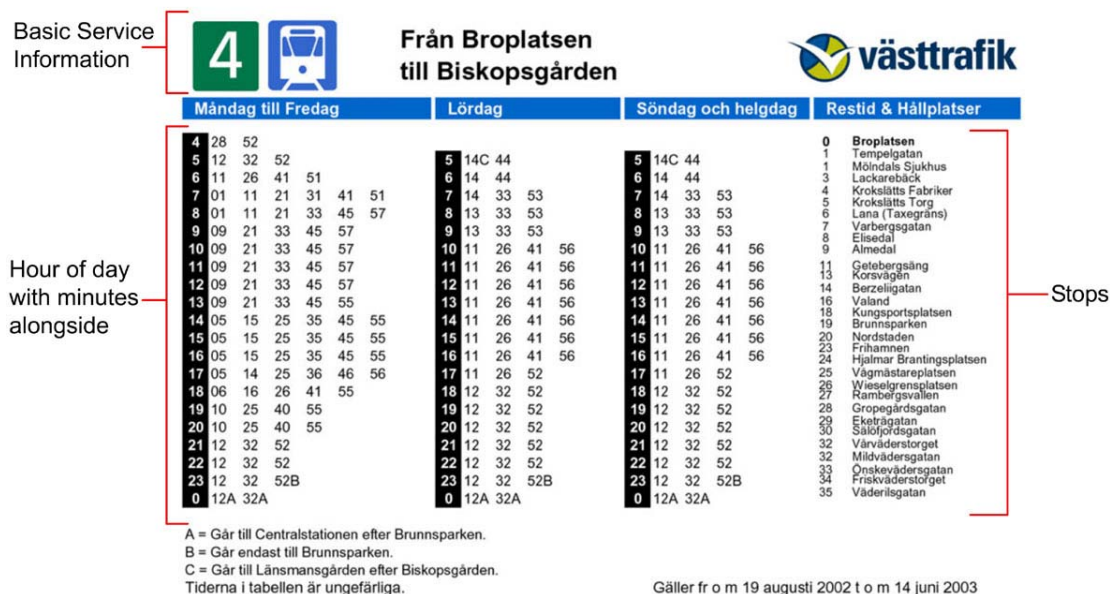 Basic Service
Information
4
Från Broplatsen
till Biskopsgården
västtrafik
Måndag till Fredag Lördag Söndag och helgdag Restid & Hållplatser
Hour of day
with minutes
alongside
4 28 52
5 12 32 52
6 11 26 41 51
7 01 11 21 31 41 51
8 01 11 21 33 45 57
9 09 21 33 45 57
10 09 21 33 45 57
11 09 21 33 45 57
12 09 21 33 45 57
13 09 21 33 45 55
14 05 15 25 35 45 55
15 05 15 25 35 45 55
16 05 15 25 35 45 55
17 05 14 25 36 46 56
18 06 16 26 41 55
19 10 25 40 55
20 10 25 40 55
21 12 32 52
22 12 32 52
23 12 32 52B
0 12A 32A
5 14C 44
6 14 44
7 14 33 53
8 13 33 53
9 13 33 53
10 11 26 41 56
11 11 26 41 56
12 11 26 41 56
13 11 26 41 56
14 11 26 41 56
15 11 26 41 56
16 11 26 41 56
17 11 26 52
18 12 32 52
19 12 32 52
20 12 32 52
21 12 32 52
22 12 32 52
23 12 32 52B
0 12A 32A
5 14C 44
6 14 44
7 14 33 53
8 13 33 53
9 13 33 53
10 11 26 41 56
11 11 26 41 56
12 11 26 41 56
13 11 26 41 56
14 11 26 41 56
15 11 26 41 56
16 11 26 41 56
17 11 26 52
18 12 32 52
19 12 32 52
20 12 32 52
21 12 32 52
22 12 32 52
23 12 32 52B
0 12A 32A
0 Broplatsen
1 Tempelgatan
1 Mölndals Sjukhus
3 Lackarebäck
4 Krokslätts Fabriker
5 Krokslätts Torg
6 Lana (Taxegräns)
7 Varbergsgatan
8 Elisedal
9 Almedal
11 Getebergsäng
13 Korsvägen
14 Berzeliigatan
16 Valand
18 Kungsportsplatsen
19 Brunnsparken
20 Nordstaden
23 Frihamnen
24 Hjalmar Brantingsplatsen
25 Vågmästareplatsen
26 Wieselgrensplatsen
27 Rambergsvallen
28 Gropegårdsgatan
29 Eketrägatan
30 Sälöfjordsgatan
32 Vårväderstorget
32 Mildvädersgatan
33 Önskevädersgatan
34 Friskväderstorget
35 Väderilsgatan
Stops
A = Går till Centralstationen efter Brunnsparken.
B = Går endast till Brunnsparken.
C = Går till Länsmansgården efter Biskopsgården.
Tiderna i tabellen är ungefärliga.
Gäller fr o m 19 augusti 2002 t o m 14 juni 2003